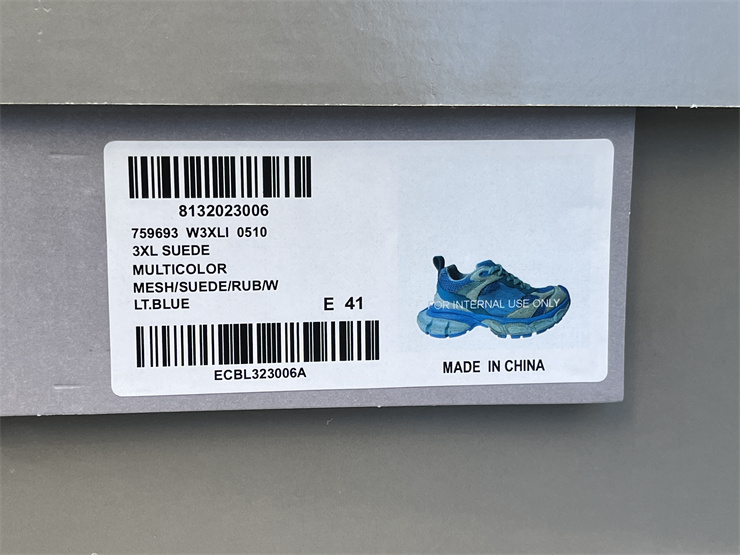 8132023006
759693 W3XLI 0510
3XL SUEDE
MULTICOLOR
MESH/SUEDE/RUB/W
LT.BLUE
E 41
ECBL323006A
FOR INTERNAL USE ONLY
MADE IN CHINA